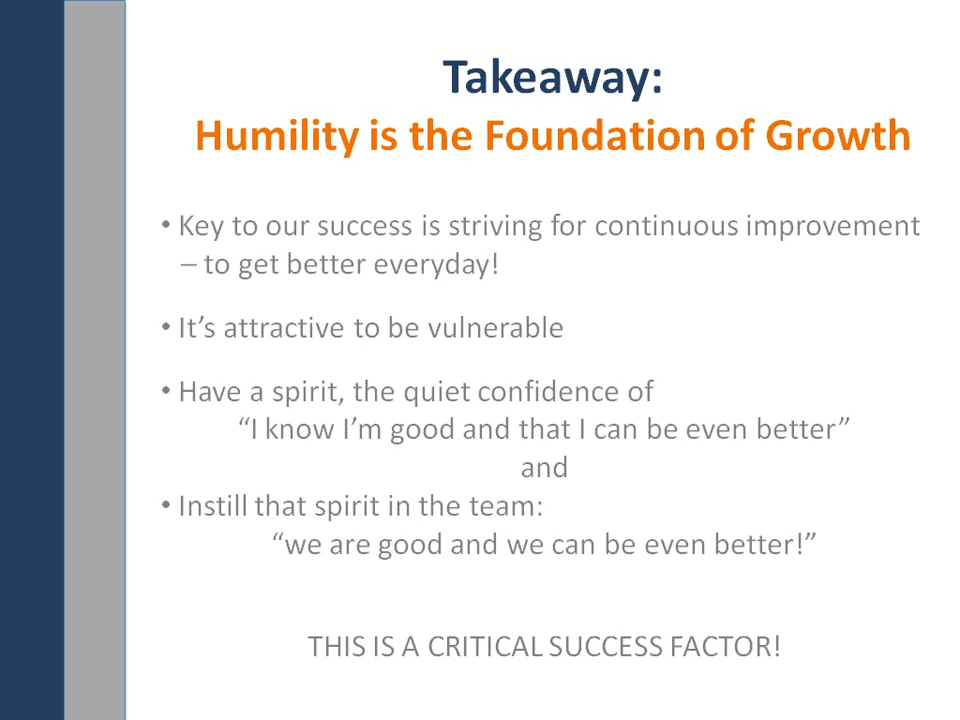 Takeaway:
Humility is the Foundation of Growth
• Key to our success is striving for continuous improvement
– to get better everyday!
• It’s attractive to be vulnerable
• Have a spirit, the quiet confidence of
“I know I’m good and that I can be even better”
and
• Instill that spirit in the team:
“we are good and we can be even better!”
THIS IS A CRITICAL SUCCESS FACTOR!